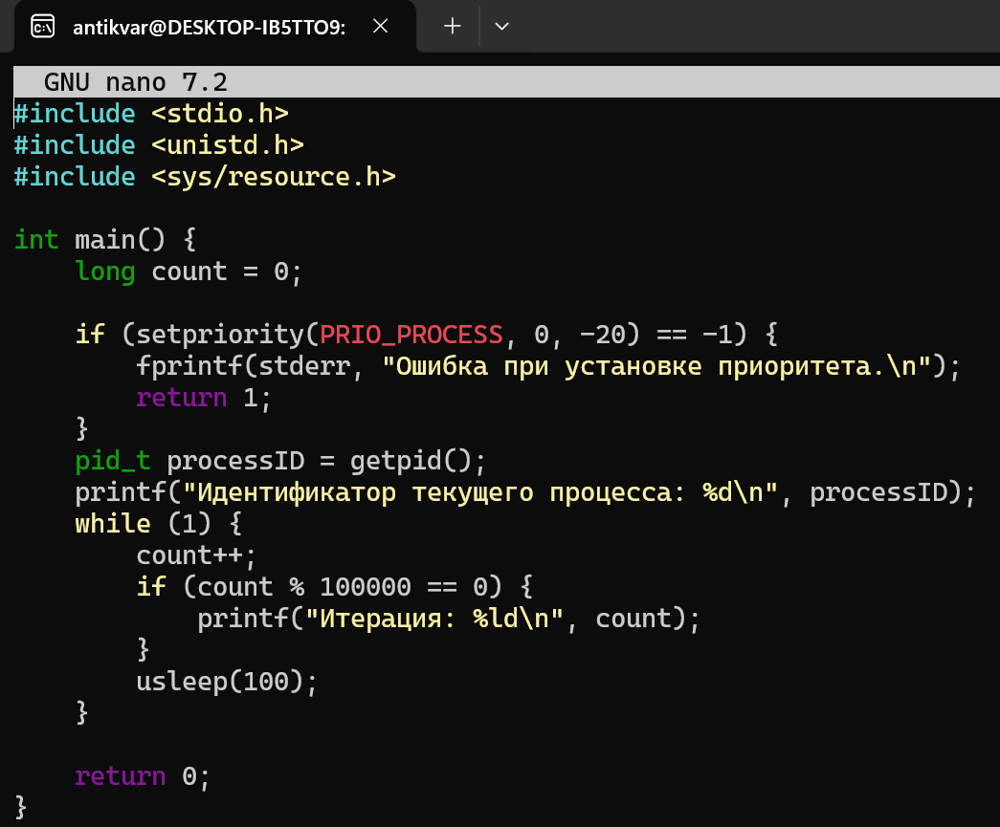 antikvar@DESKTOP-IB5TTO9:
GNU nano 7.2
#include <stdio.h>
#include <unistd.h>
#include <sys/resource.h>
int main() {
    long count = 0;
    if (setpriority(PRIO_PROCESS, 0, -20) == -1) {
        fprintf(stderr, "Ошибка при установке приоритета.\n");
        return 1;
    }
    pid_t processID = getpid();
    printf("Идентификатор текущего процесса: %d\n", processID);
    while (1) {
        count++;
        if (count % 100000 == 0) {
            printf("Итерация: %ld\n", count);
        }
        usleep(100);
    }
    return 0;
}